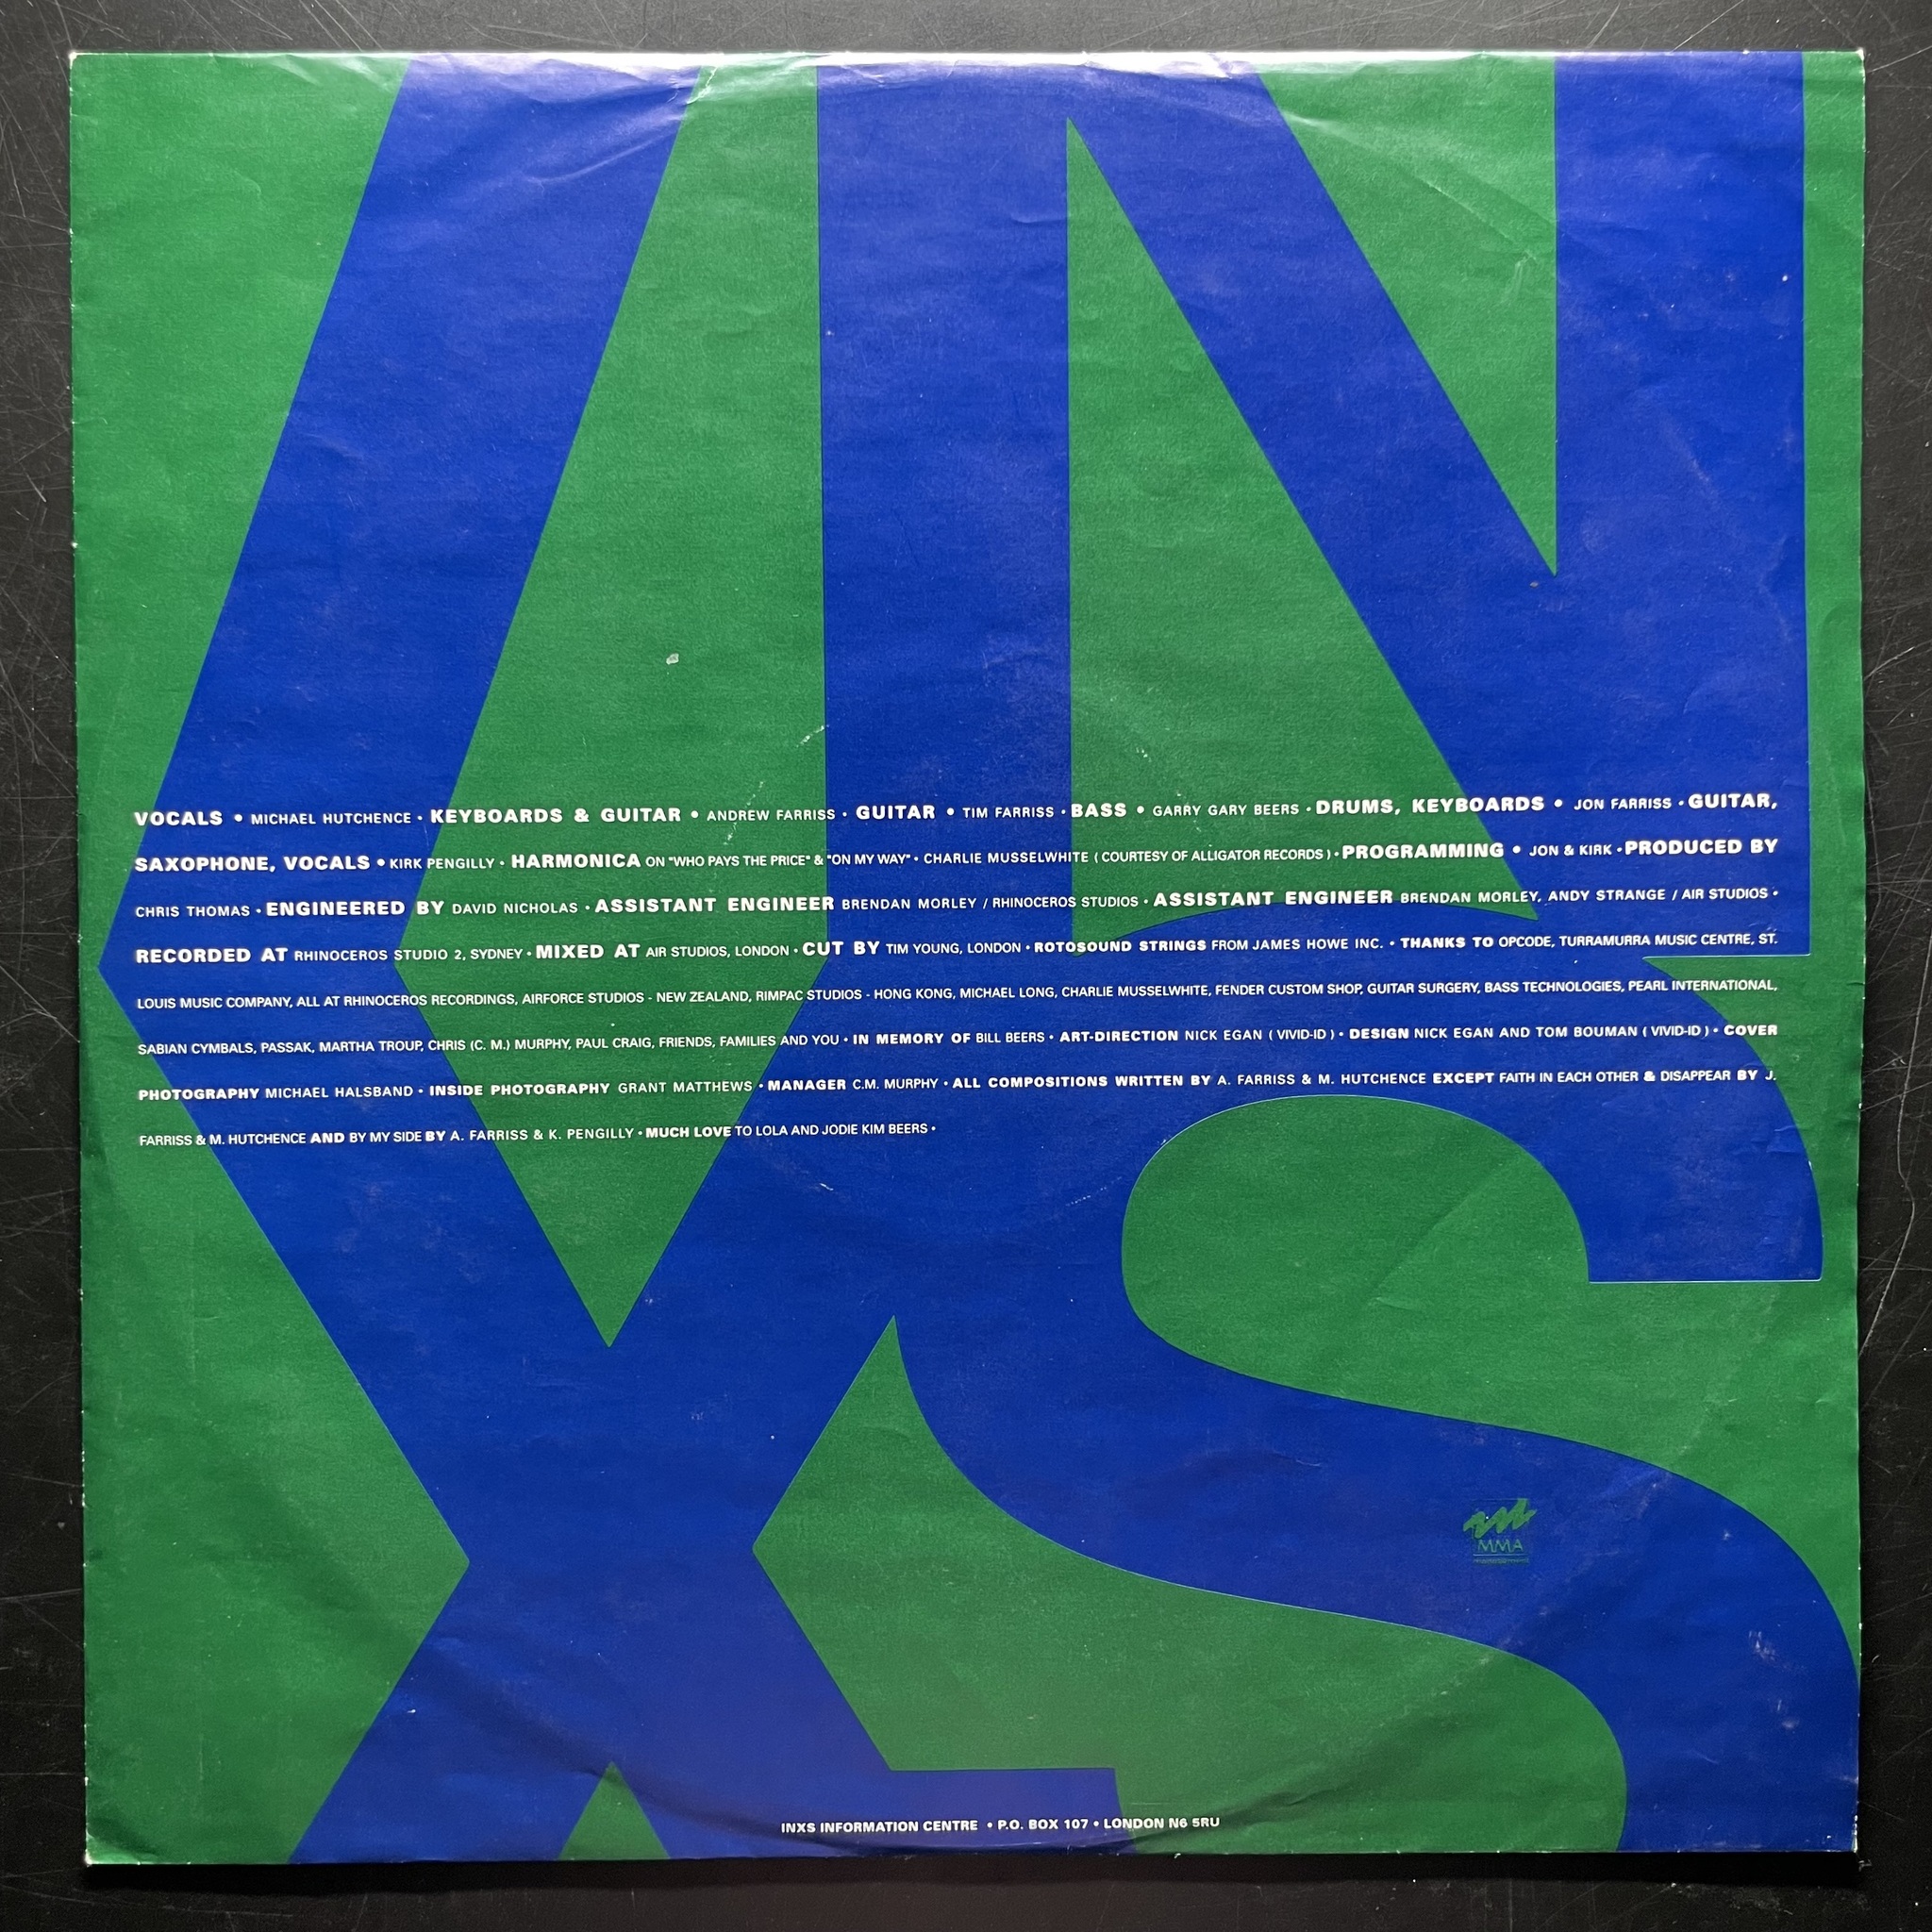 INXS
VOCALS • MICHAEL HUTCHENCE • KEYBOARDS & GUITAR • ANDREW FARRISS • GUITAR • TIM FARRISS • BASS • GARRY GARY BEERS • DRUMS, KEYBOARDS • JON FARRISS • GUITAR,
SAXOPHONE, VOCALS • KIRK PENGILLY • HARMONICA ON "WHO PAYS THE PRICE" & "ON MY WAY" • CHARLIE MUSSELWHITE ( COURTESY OF ALLIGATOR RECORDS ) • PROGRAMMING • JON & KIRK • PRODUCED BY
CHRIS THOMAS • ENGINEERED BY DAVID NICHOLAS • ASSISTANT ENGINEER BRENDAN MORLEY / RHINOCEROS STUDIOS • ASSISTANT ENGINEER BRENDAN MORLEY, ANDY STRANGE / AIR STUDIOS •
RECORDED AT RHINOCEROS STUDIO 2, SYDNEY • MIXED AT AIR STUDIOS, LONDON • CUT BY TIM YOUNG, LONDON • ROTOSOUND STRINGS FROM JAMES HOWE INC. • THANKS TO OPCODE, TURRAMURRA MUSIC CENTRE, ST.
LOUIS MUSIC COMPANY, ALL AT RHINOCEROS RECORDINGS, AIRFORCE STUDIOS - NEW ZEALAND, RIMPAC STUDIOS - HONG KONG, MICHAEL LONG, CHARLIE MUSSELWHITE, FENDER CUSTOM SHOP, GUITAR SURGERY, BASS TECHNOLOGIES, PEARL INTERNATIONAL,
SABIAN CYMBALS, PASSAK, MARTHA TROUP, CHRIS (C. M.) MURPHY, PAUL CRAIG, FRIENDS, FAMILIES AND YOU • IN MEMORY OF BILL BEERS • ART-DIRECTION NICK EGAN ( VIVID-ID ) • DESIGN NICK EGAN AND TOM BOUMAN ( VIVID-ID ) • COVER
PHOTOGRAPHY MICHAEL HALSBAND • INSIDE PHOTOGRAPHY GRANT MATTHEWS • MANAGER C.M. MURPHY • ALL COMPOSITIONS WRITTEN BY A. FARRISS & M. HUTCHENCE EXCEPT FAITH IN EACH OTHER & DISAPPEAR BY J.
FARRISS & M. HUTCHENCE AND BY MY SIDE BY A. FARRISS & K. PENGILLY • MUCH LOVE TO LOLA AND JODIE KIM BEERS •
MMA
INXS INFORMATION CENTRE • P.O. BOX 107 • LONDON N6 5RU